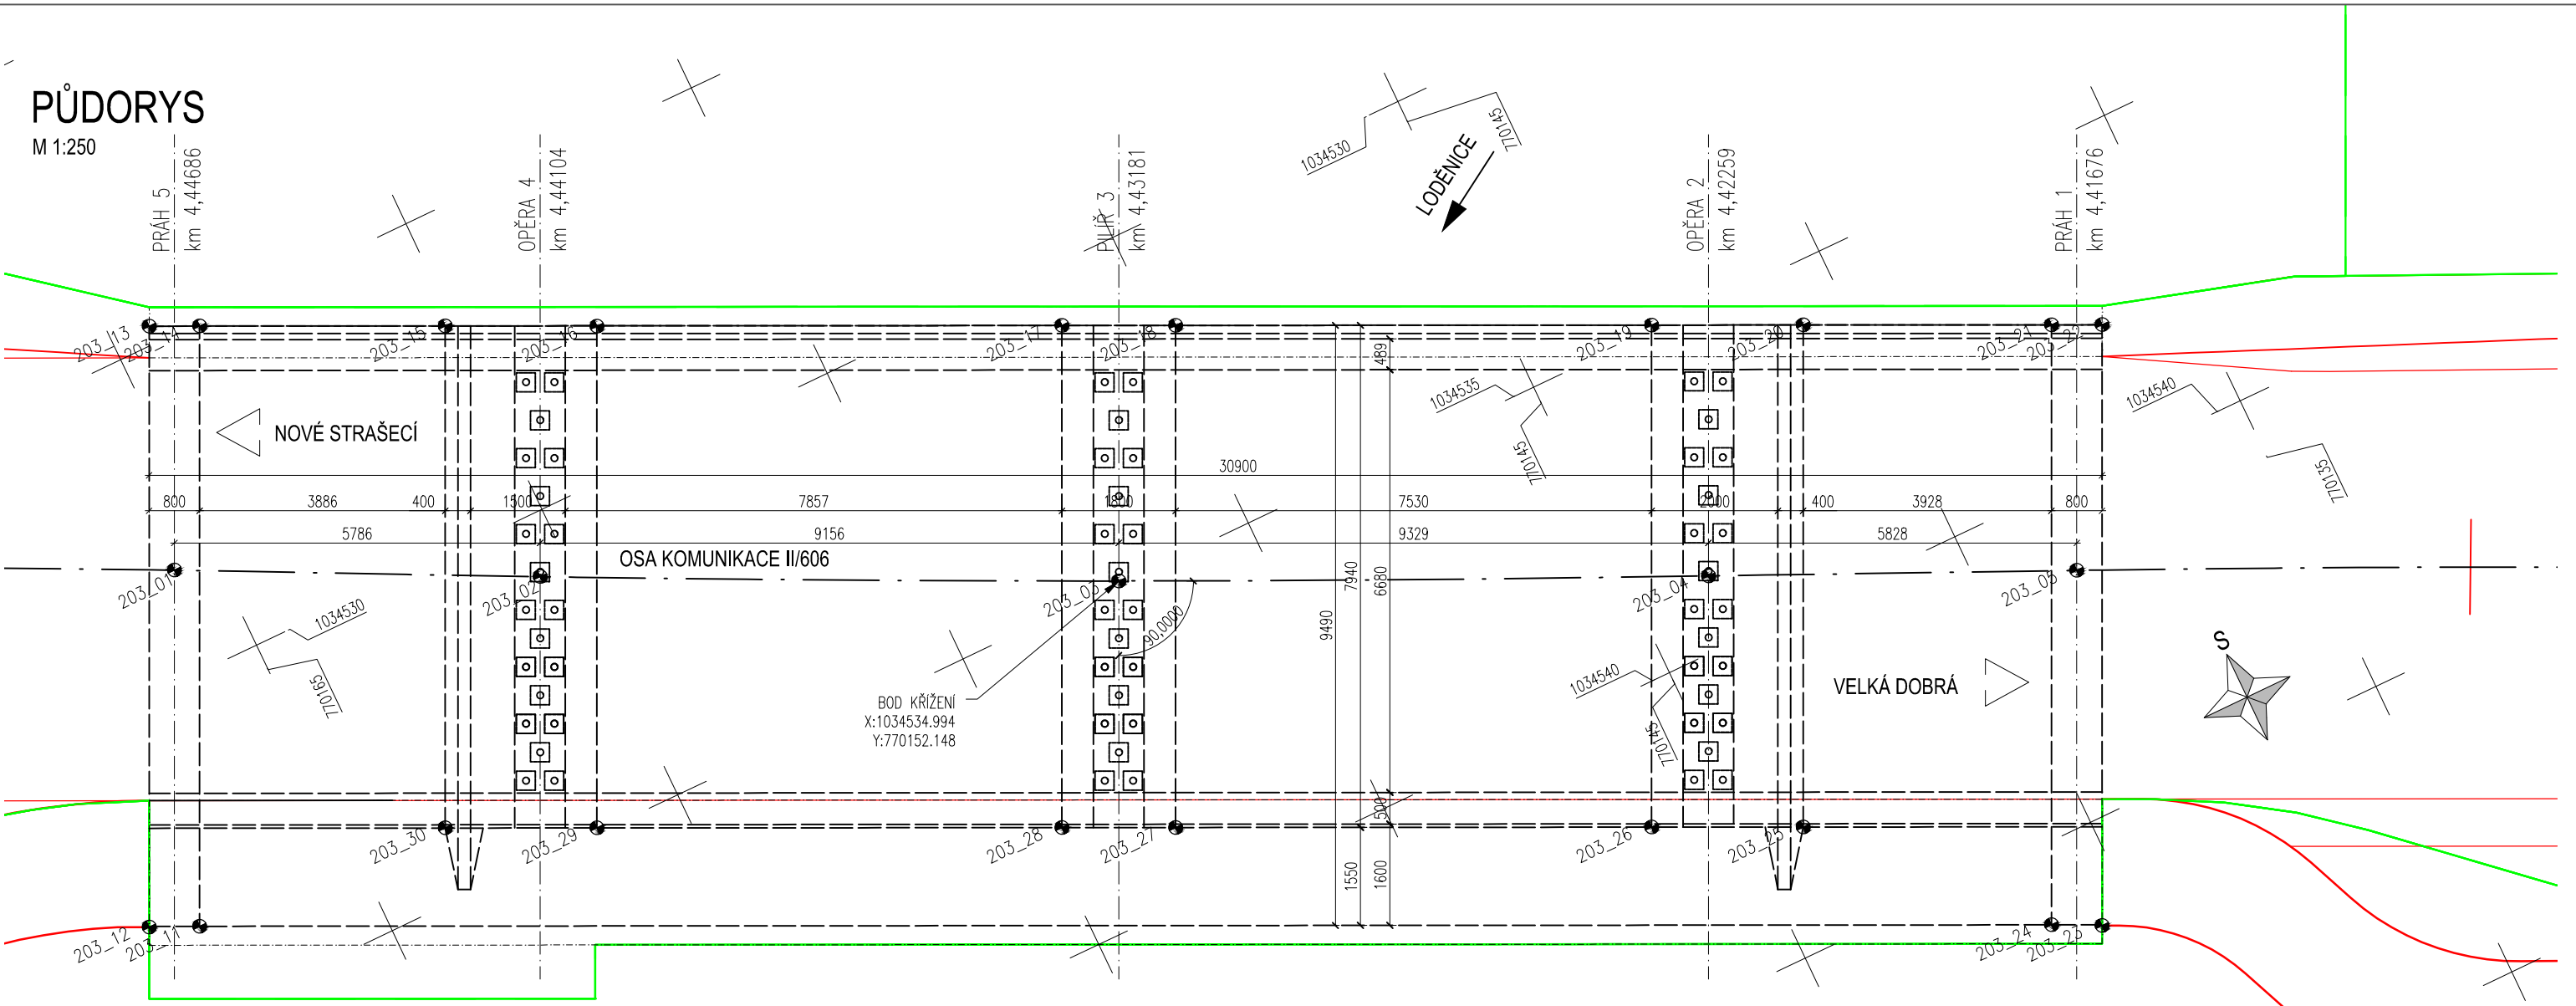 PŮDORYS
M 1:250
PRÁH 5
km 4,44686
OPĚRA 4
km 4,44104
PILÍŘ 3
km 4,43181
OPĚRA 2
km 4,42259
PRÁH 1
km 4,41676
1034530
770145
LODĚNICE
203_13
203_14
203_15
203_16
203_17
203_18
203_19
203_20
203_21
203_22
489
1034535
770145
1034540
770135
NOVÉ STRAŠECÍ
30900
800
3886
400
1500
7857
1800
7530
2000
400
3928
800
5786
9156
9329
5828
OSA KOMUNIKACE II/606
7940
6680
9490
203_01
203_02
203_03
203_04
203_05
1034530
770165
90,0000
BOD KŘÍŽENÍ
X:1034534.994
Y:770152.148
1034540
770145
VELKÁ DOBRÁ
S
500
203_30
203_29
203_28
203_27
203_26
203_25
1550
1600
203_12
203_11
203_24
203_23